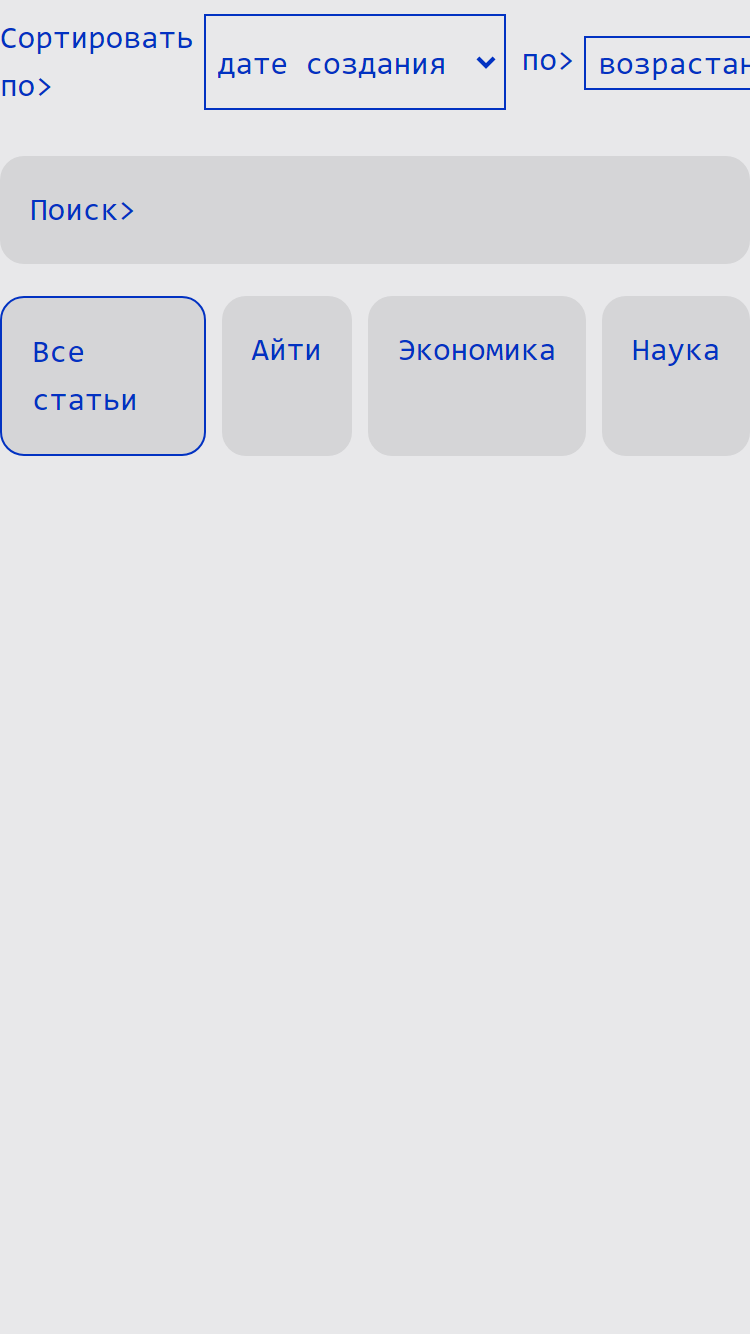 Сортировать
по>
дате создания
по>
возрастан
Поиск>
Все
статьи
Айти
Экономика
Наука